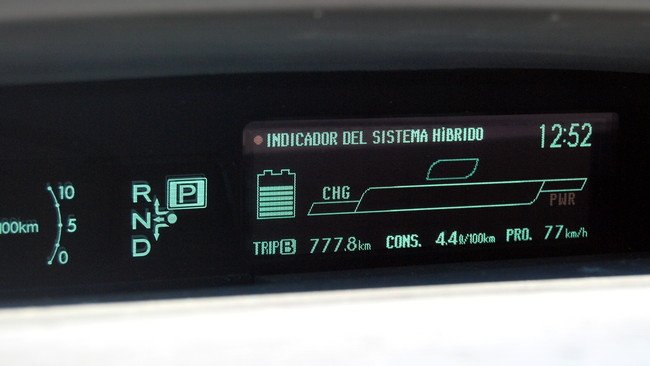 INDICADOR DEL SISTEMA HÍBRIDO 12:52
CHG
PWR
TRIP B 777.8km CONS. 4.4ℓ/100km PRO. 77km/h
R P
N
D
10
5
0
100km